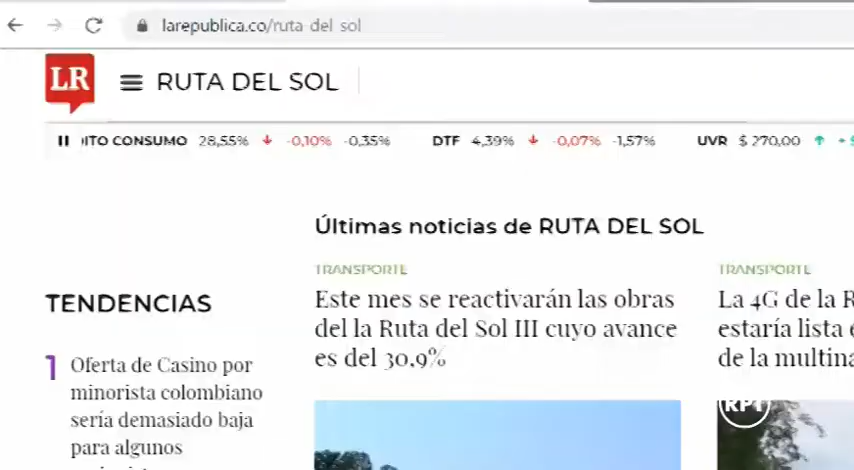 larepublica.co/ruta-del-sol
LR
RUTA DEL SOL
ITO CONSUMO 28,55% -0,10% -0,35% DTF 4,39% -0,07% -1,57% UVR $ 270,00
Últimas noticias de RUTA DEL SOL
TRANSPORTE
Este mes se reactivarán las obras
del la Ruta del Sol III cuyo avance
es del 30,9%
TRANSPORTE
La 4G de la R
estaría lista
de la multina
TENDENCIAS
1 Oferta de Casino por
minorista colombiano
sería demasiado baja
para algunos